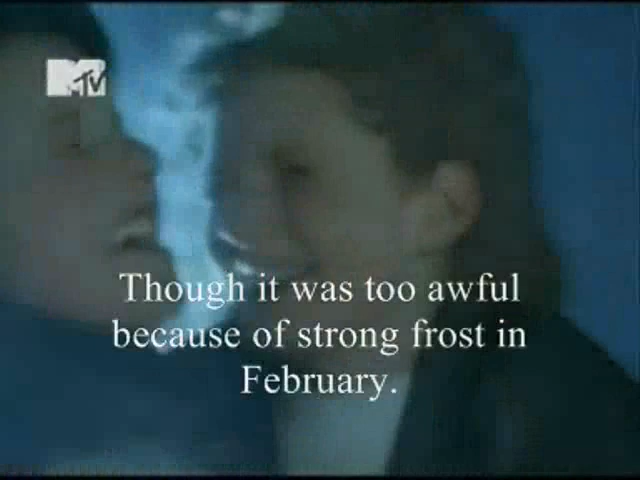 MTV
Though it was too awful
because of strong frost in
February.